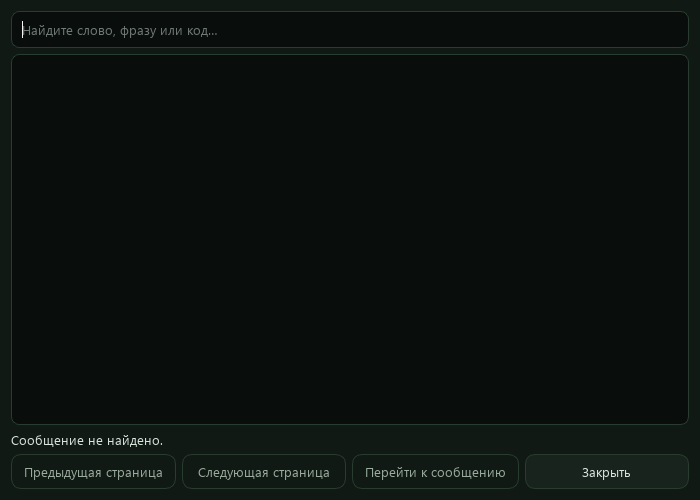 Найдите слово, фразу или код...
Сообщение не найдено.
Предыдущая страница
Следующая страница
Перейти к сообщению
Закрыть